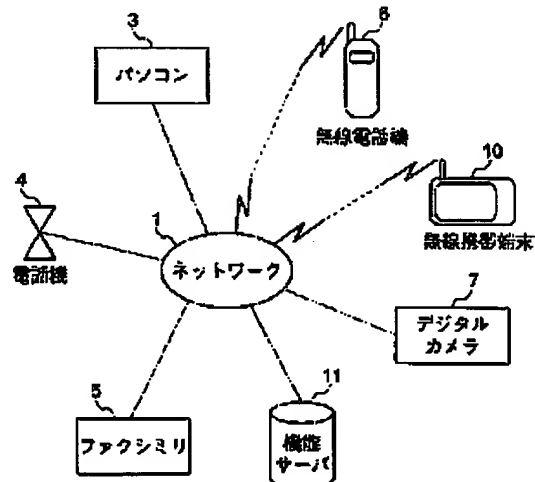 3
パソコン
6
無線電話機
10
無線携帯端末
4
電話機
1
ネットワーク
7
デジタル
カメラ
5
ファクシミリ
11
機能
サーバ